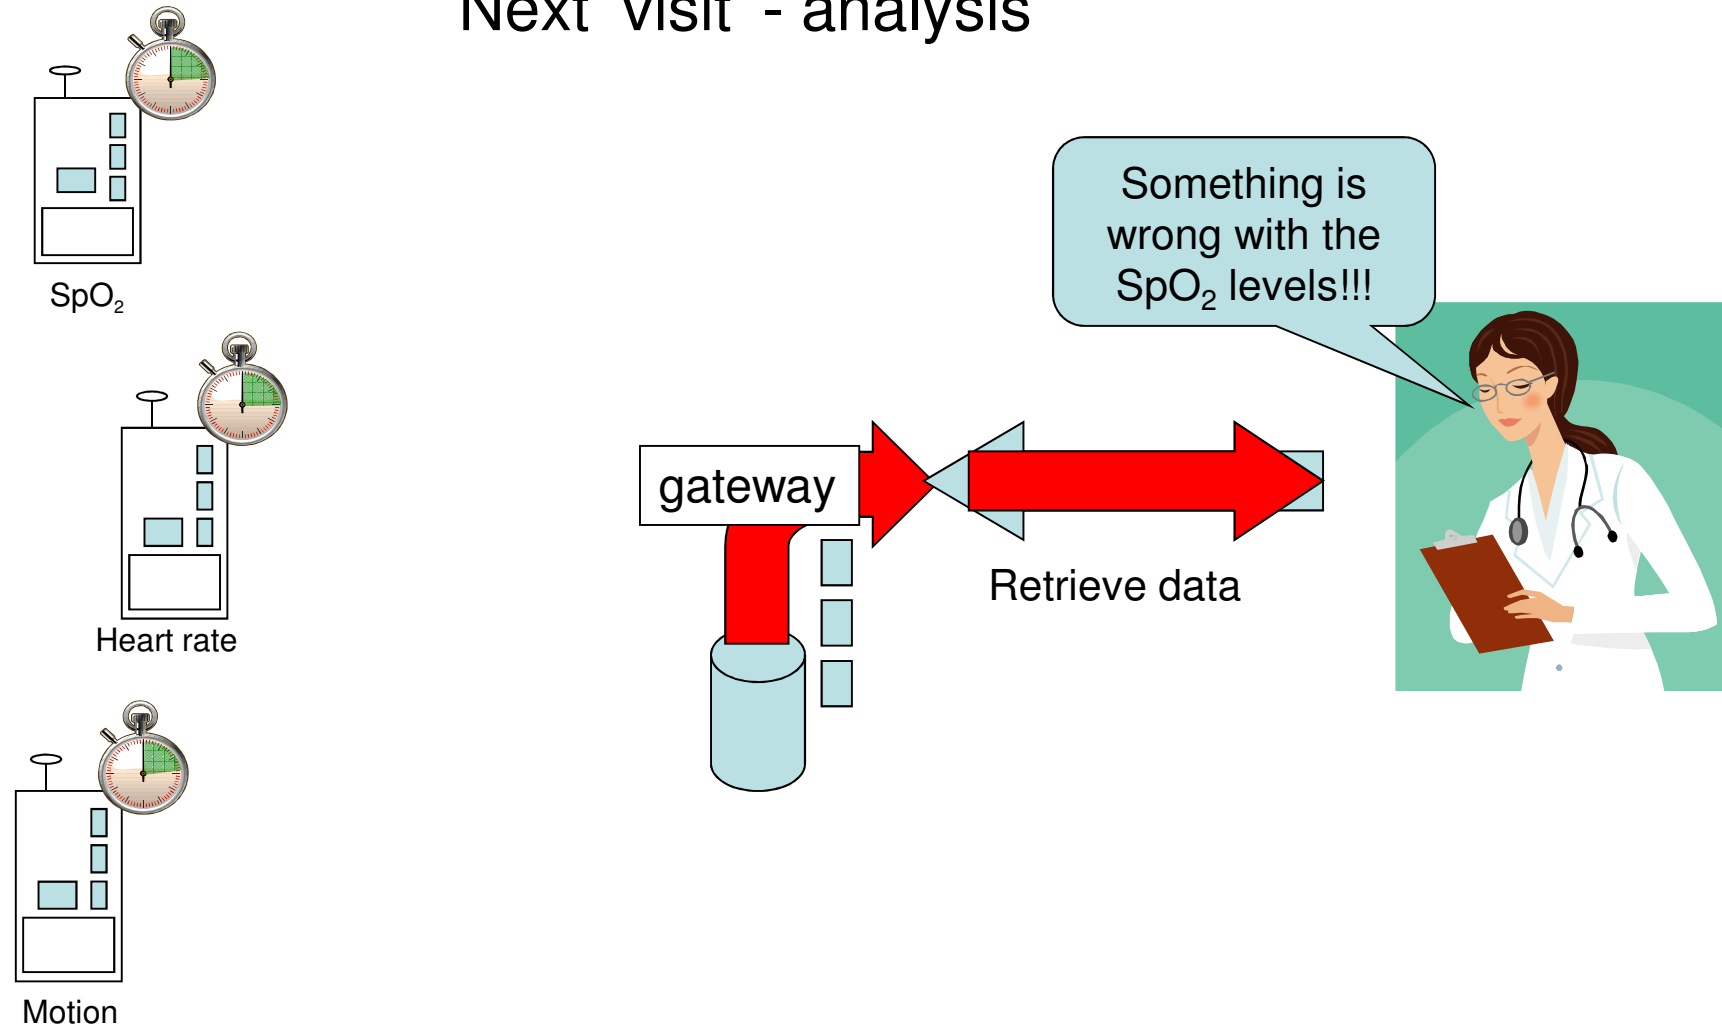 Next visit - analysis
Something is
wrong with the
SpO₂ levels!!!
SpO₂
Heart rate
gateway
Retrieve data
Motion